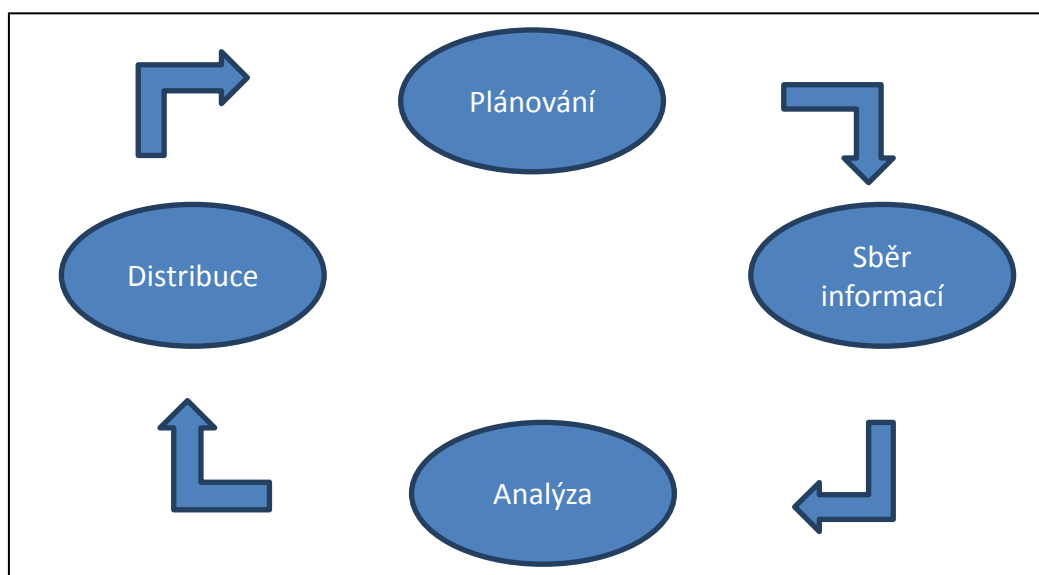 Plánování
Sběr
informací
Analýza
Distribuce